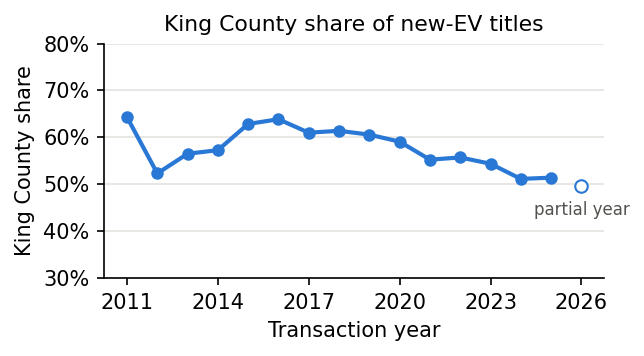 King County share of new-EV titles
King County share
80%
70%
60%
50%
40%
30%
partial year
2011 2014 2017 2020 2023 2026
Transaction year